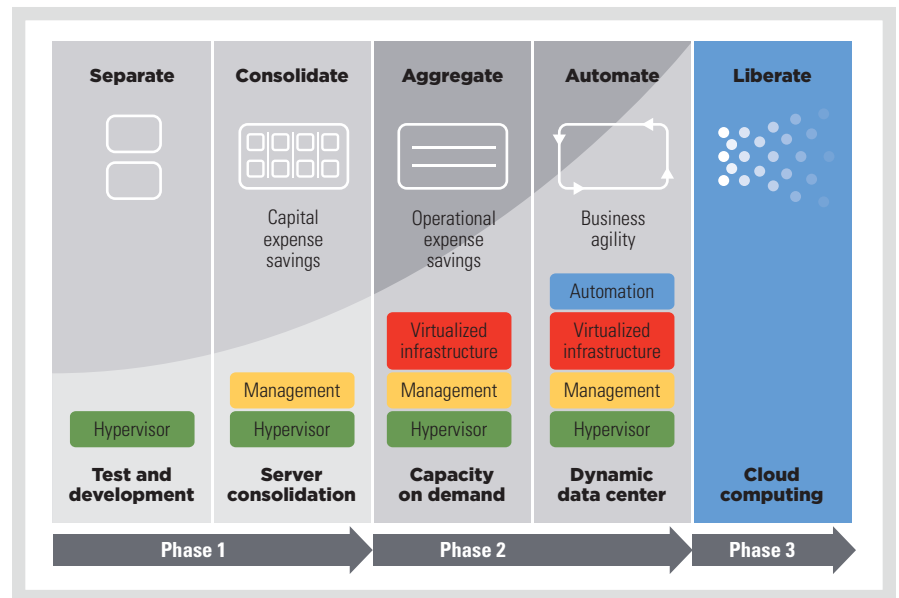 Separate
Consolidate
Capital
expense
savings
Aggregate
Operational
expense
savings
Automate
Business
agility
Liberate
Hypervisor
Management
Hypervisor
Virtualized
infrastructure
Management
Hypervisor
Automation
Virtualized
infrastructure
Management
Hypervisor
Test and
development
Server
consolidation
Capacity
on demand
Dynamic
data center
Cloud
computing
Phase 1
Phase 2
Phase 3